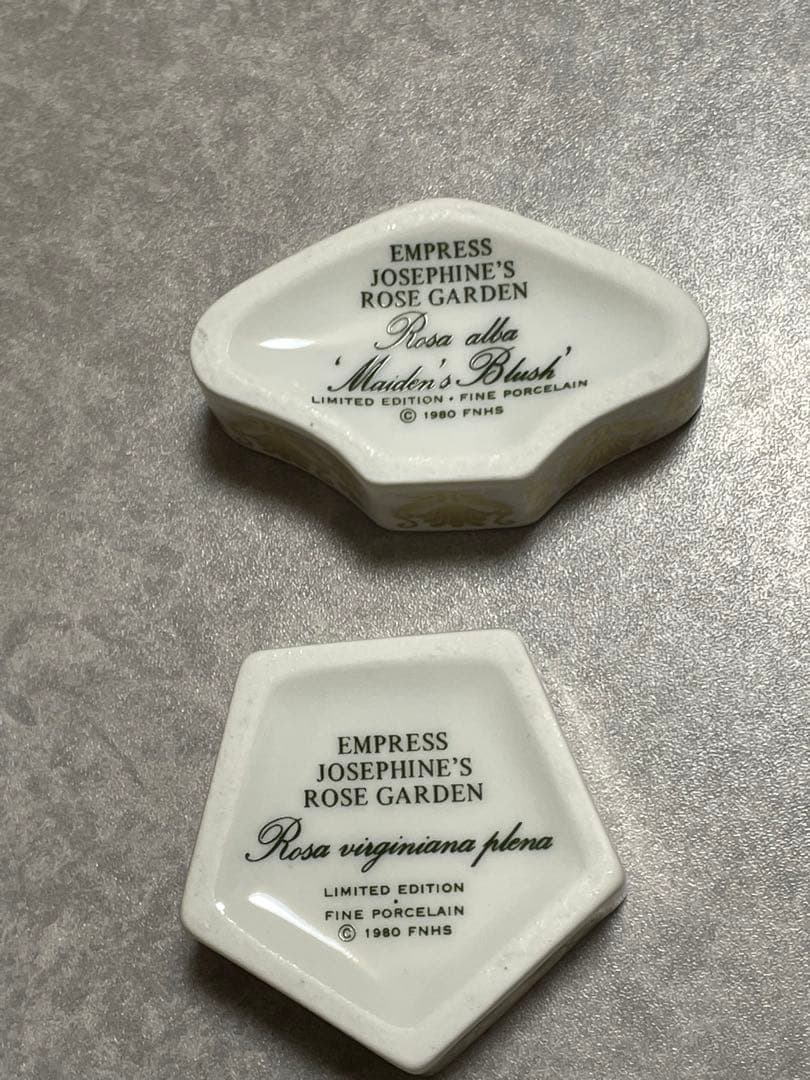 EMPRESS
JOSEPHINE'S
ROSE GARDEN
Rosa alba
'Maiden's Blush'
LIMITED EDITION • FINE PORCELAIN
© 1980 FNHS
EMPRESS
JOSEPHINE'S
ROSE GARDEN
Rosa virginiana plena
LIMITED EDITION
•
FINE PORCELAIN
© 1980 FNHS